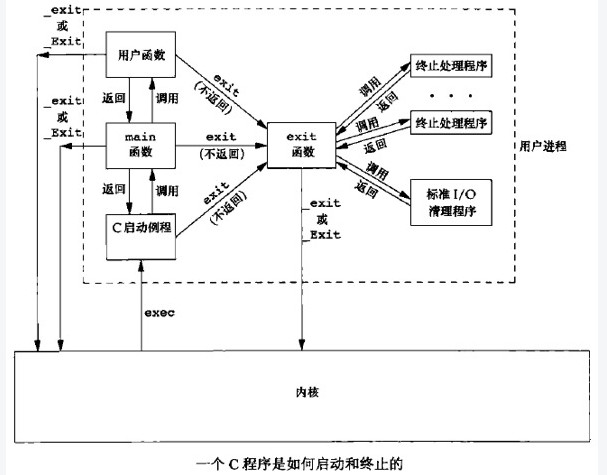 _exit
或
_Exit
用户函数
exit
(不返回)
调用
返回
终止处理程序
. . .
_exit
或
_Exit
返回
调用
main
函数
exit
(不返回)
exit
函数
调用
返回
终止处理程序
用户进程
返回
调用
exit
(不返回)
调用
返回
标准 I/O
清理程序
C 启动例程
_exit
或
_Exit
exec
内核
一个 C 程序是如何启动和终止的